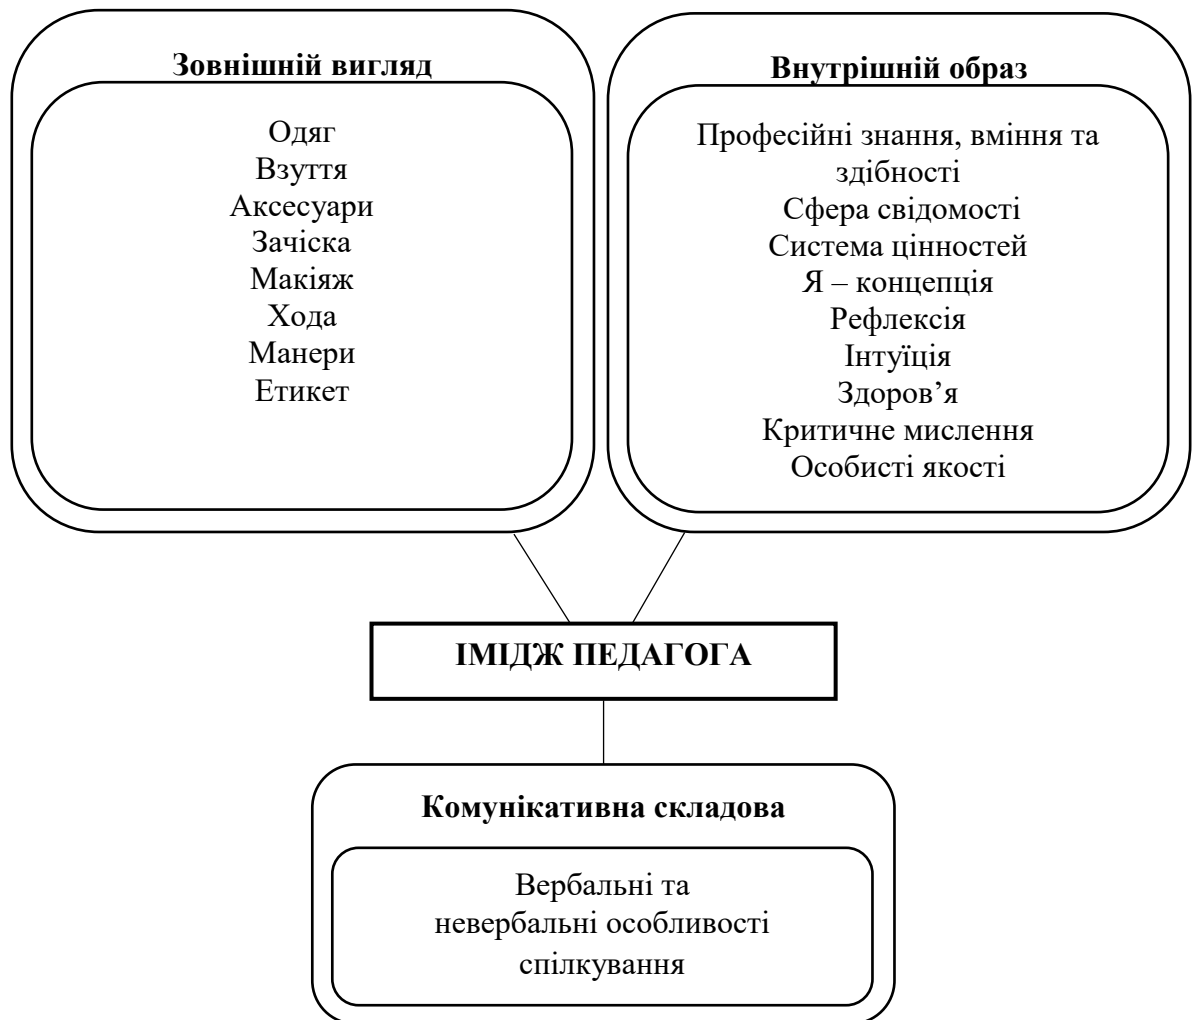 Зовнішній вигляд
Одяг
Взуття
Аксесуари
Зачіска
Макіяж
Хода
Манери
Етикет
Внутрішній образ
Професійні знання, вміння та
здібності
Сфера свідомості
Система цінностей
Я – концепція
Рефлексія
Інтуїція
Здоров’я
Критичне мислення
Особисті якості
ІМІДЖ ПЕДАГОГА
Комунікативна складова
Вербальні та
невербальні особливості
спілкування